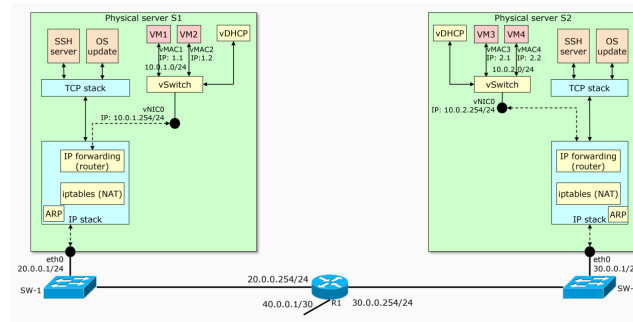 Physical server S1
SSH server
OS update
VM1
VM2
vDHCP
vMAC1
IP: 1.1
vMAC2
IP:1.2
10.0.1.0/24
TCP stack
vSwitch
vNIC0
IP: 10.0.1.254/24
IP forwarding (router)
iptables (NAT)
ARP
IP stack
eth0
20.0.0.1/24
SW-1
Physical server S2
vDHCP
VM3
VM4
SSH server
OS update
vMAC3
IP: 2.1
vMAC4
IP: 2.2
10.0.2.0/24
vSwitch
TCP stack
vNIC0
IP: 10.0.2.254/24
IP forwarding (router)
iptables (NAT)
ARP
IP stack
eth0
20.0.0.254/24
R1
40.0.0.1/30
30.0.0.254/24